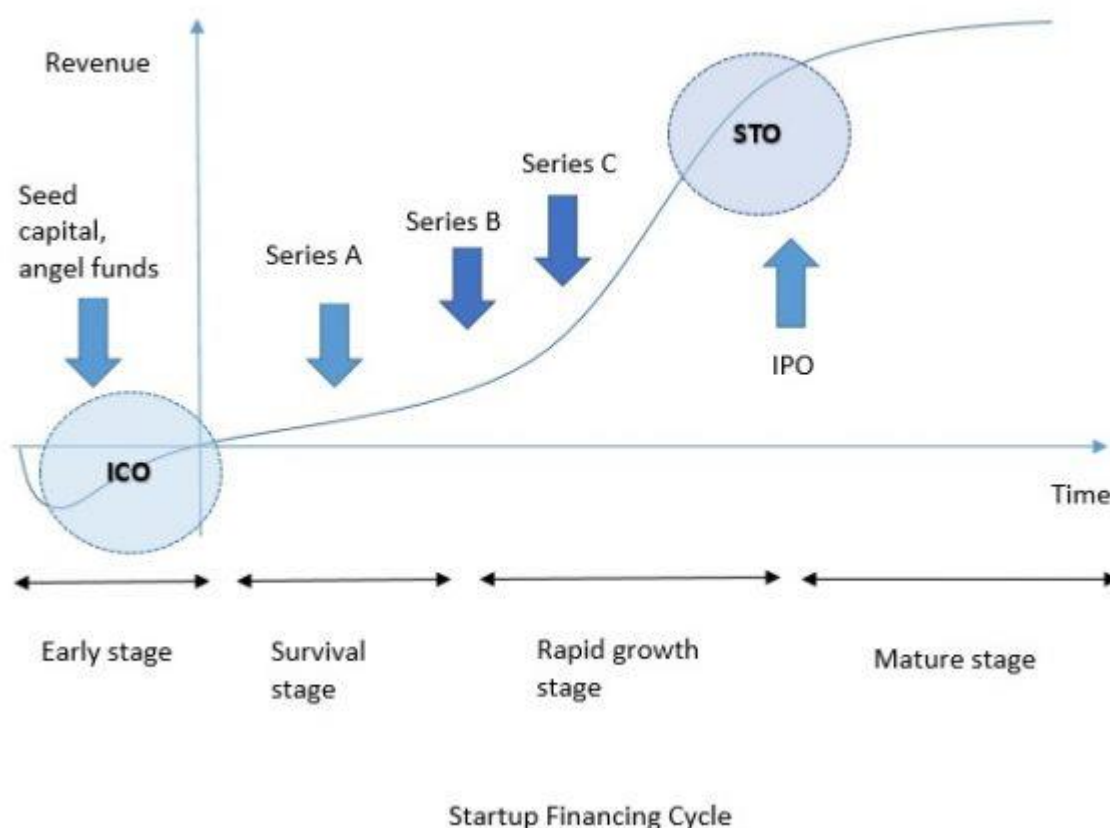 Revenue
STO
Series C
Seed
capital,
angel funds
Series B
Series A
IPO
ICO
Time
Early stage
Survival
stage
Rapid growth
stage
Mature stage
Startup Financing Cycle